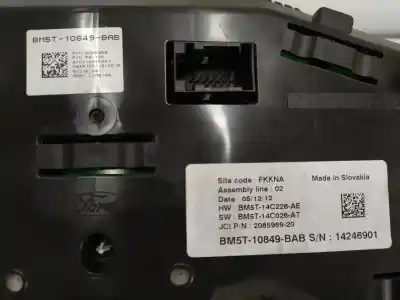 BM5T-10849-BAB
Ford
Site code : FKKNA Made in Slovakia
Assembly line : 02
Date : 05/12/12
HW : BM5T-14C226-AE
SW : BM5T-14C026-AT
JCI P/N : 2085969-20
BM5T-10849-BAB S/N : 14246901